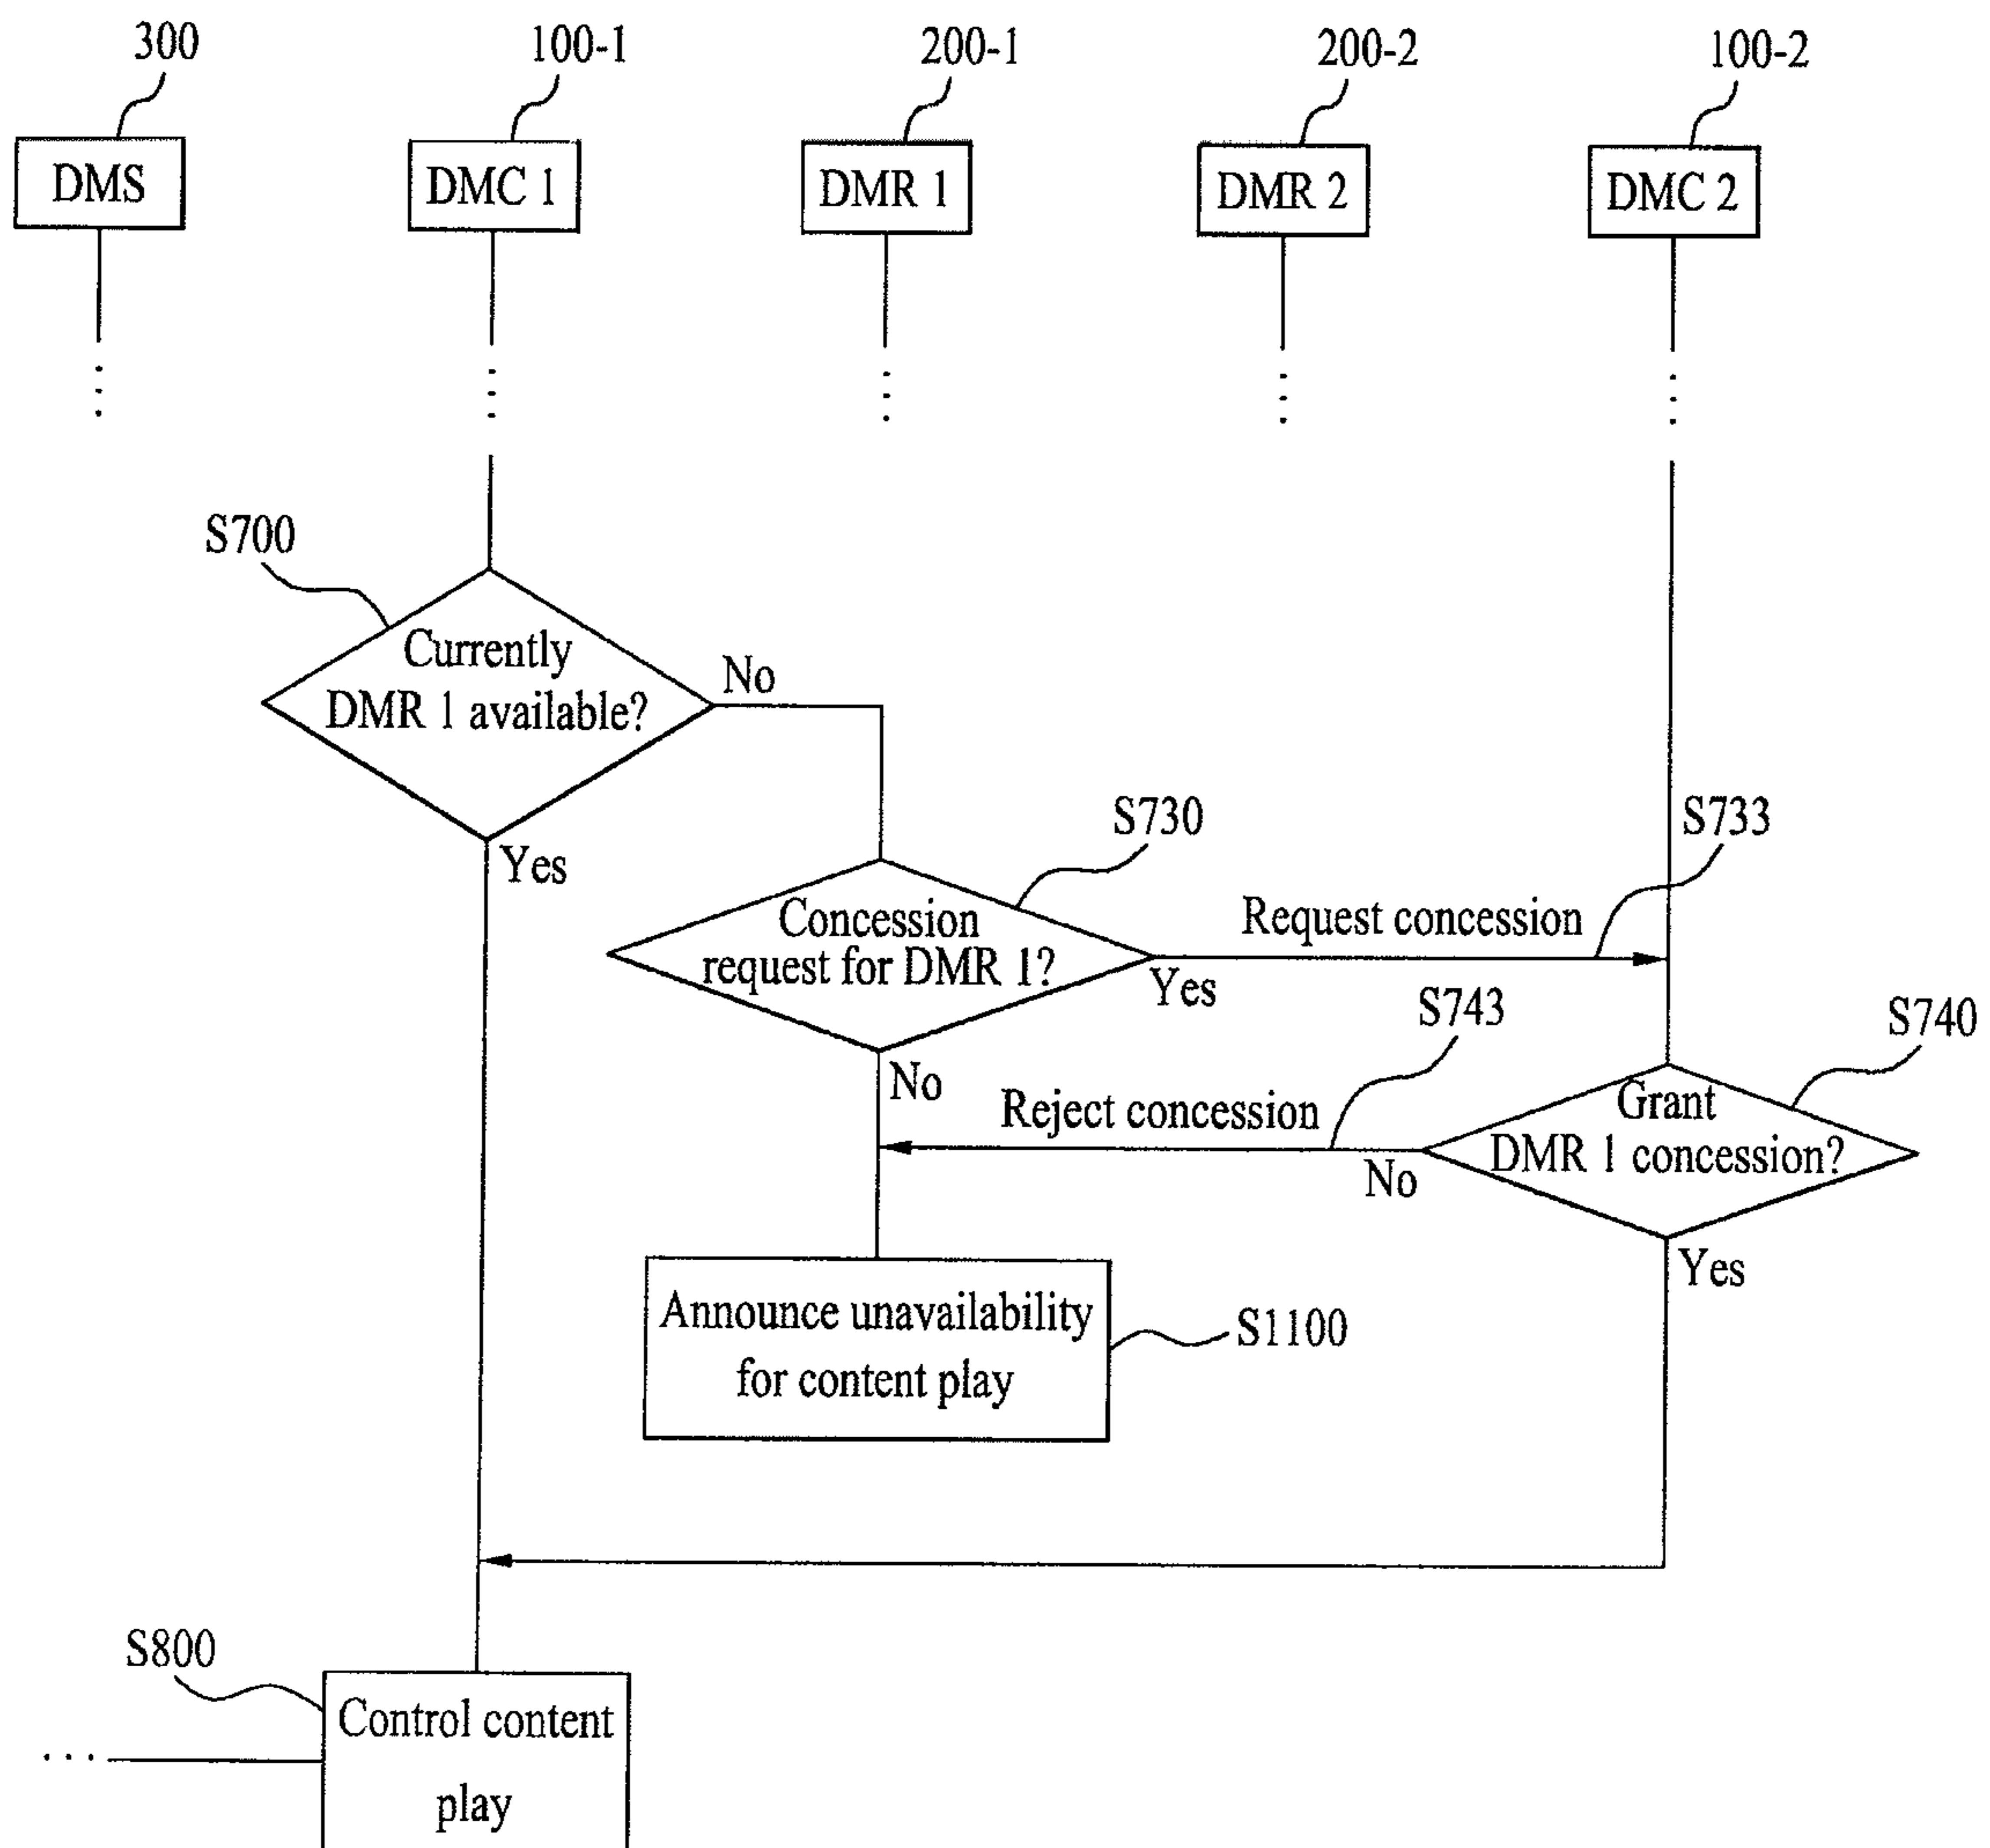 300
100-1
200-1
200-2
100-2
DMS
DMC 1
DMR 1
DMR 2
DMC 2
S700
Currently
DMR 1 available?
No
Yes
S730
S733
Concession
request for DMR 1?
Request concession
Yes
S743
S740
No
Reject concession
Grant
DMR 1 concession?
No
Yes
Announce unavailability
for content play
S1100
S800
Control content
play